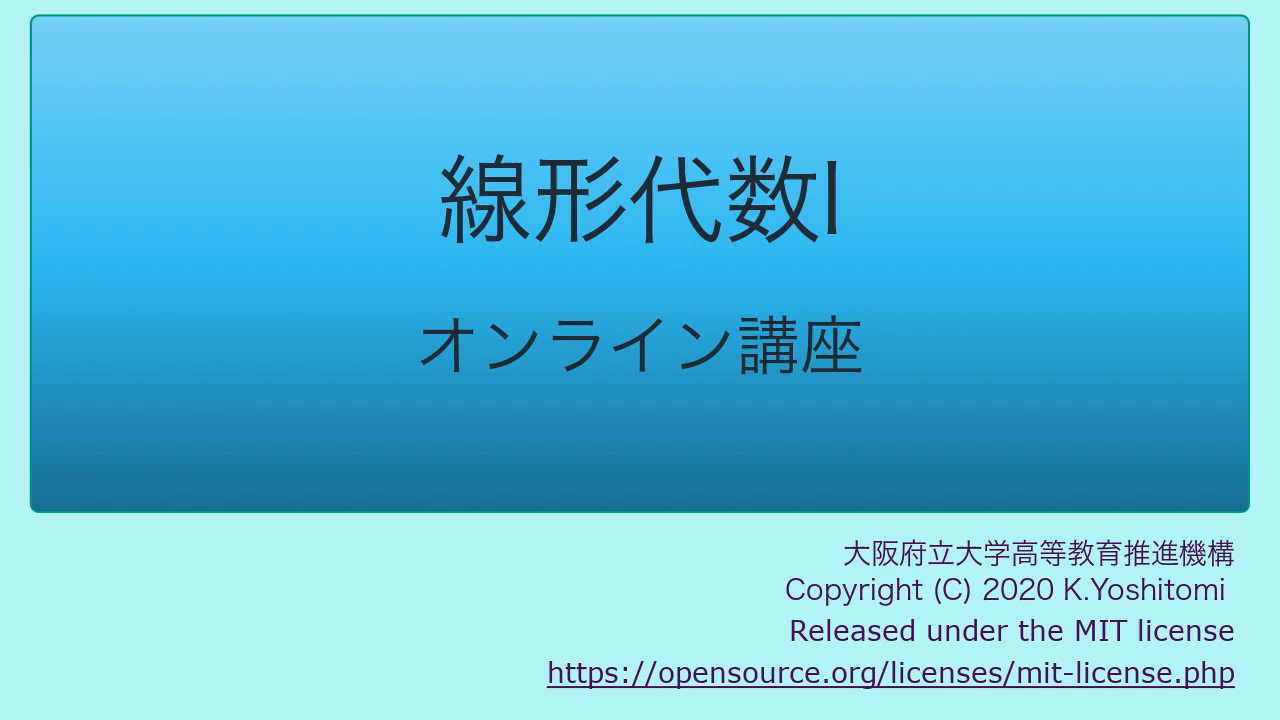 線形代数I
オンライン講座
大阪府立大学高等教育推進機構
Copyright (C) 2020 K.Yoshitomi
Released under the MIT license
https://opensource.org/licenses/mit-license.php